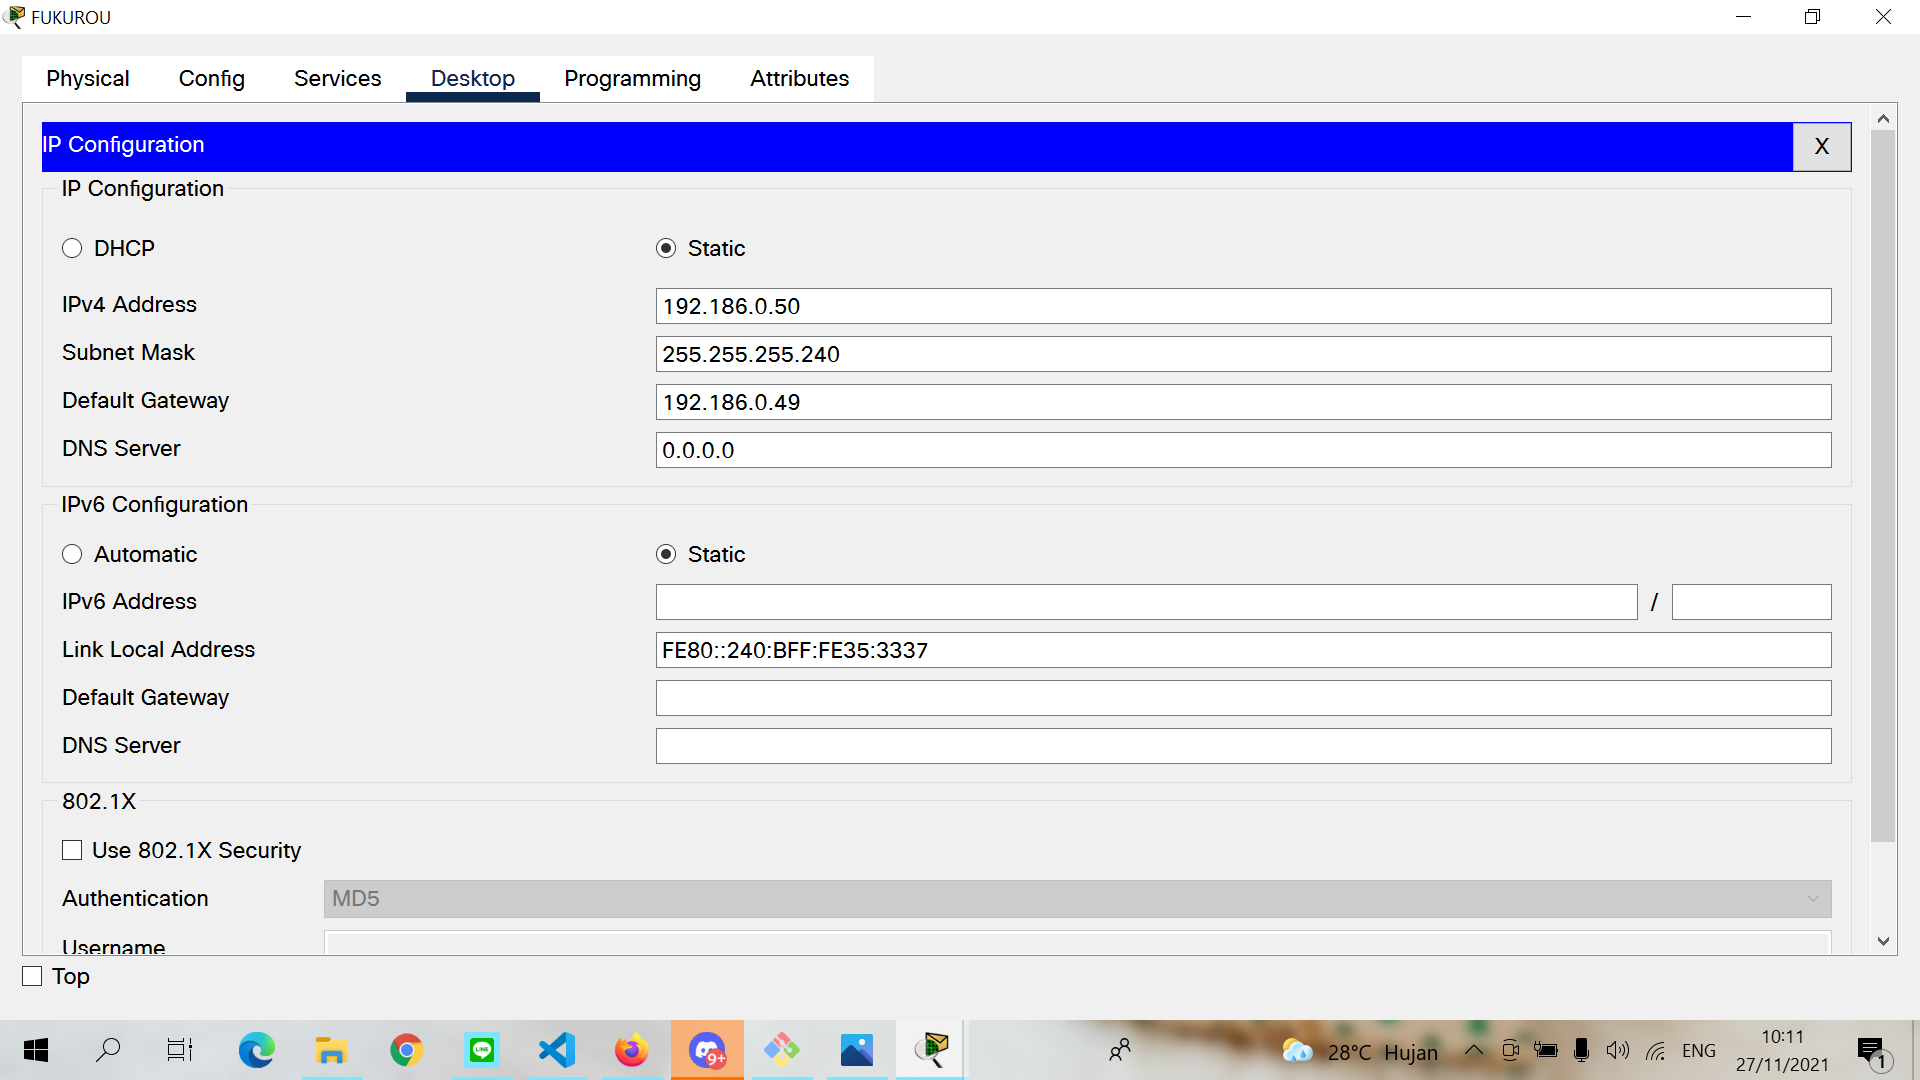 FUKUROU
Physical Config Services Desktop Programming Attributes
IP Configuration X
IP Configuration
DHCP Static
IPv4 Address 192.186.0.50
Subnet Mask 255.255.255.240
Default Gateway 192.186.0.49
DNS Server 0.0.0.0
IPv6 Configuration
Automatic Static
IPv6 Address /
Link Local Address FE80::240:BFF:FE35:3337
Default Gateway
DNS Server
802.1X
Use 802.1X Security
Authentication MD5
Username
Top
LINE 9+ 28°C Hujan ENG 10:11
27/11/2021 1